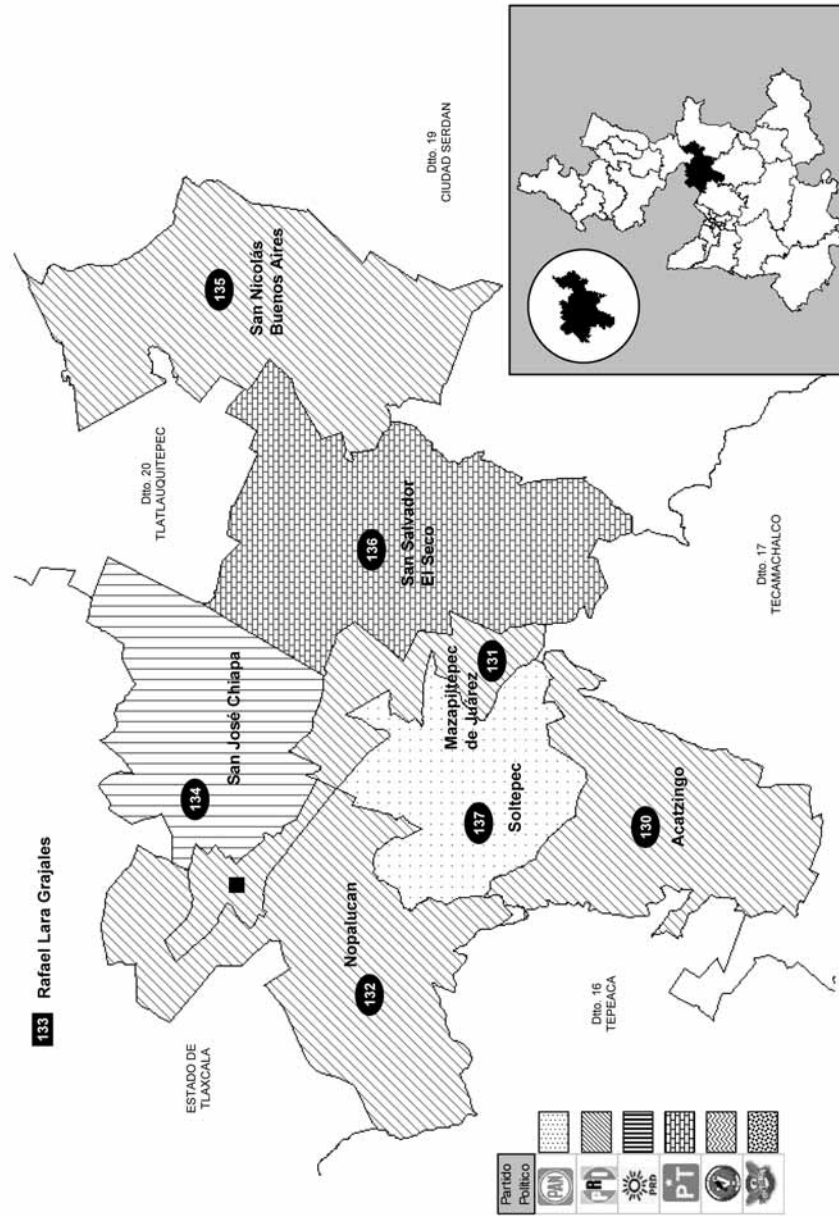 133 Rafael Lara Grajales
ESTADO DE
TLAXCALA
134
San José Chiapa
Dtto. 20
TLATLAUQUITEPEC
135
San Nicolás
Buenos Aires
Dtto. 19
CIUDAD SERDAN
132
Nopalucan
136
San Salvador
El Seco
Mazapiltepec
de Juárez
131
137
Soltepec
130
Acatzingo
Dtto. 16
TEPEACA
Dtto. 17
TECAMACHALCO
Partido
Político
PAN
PRD
PT